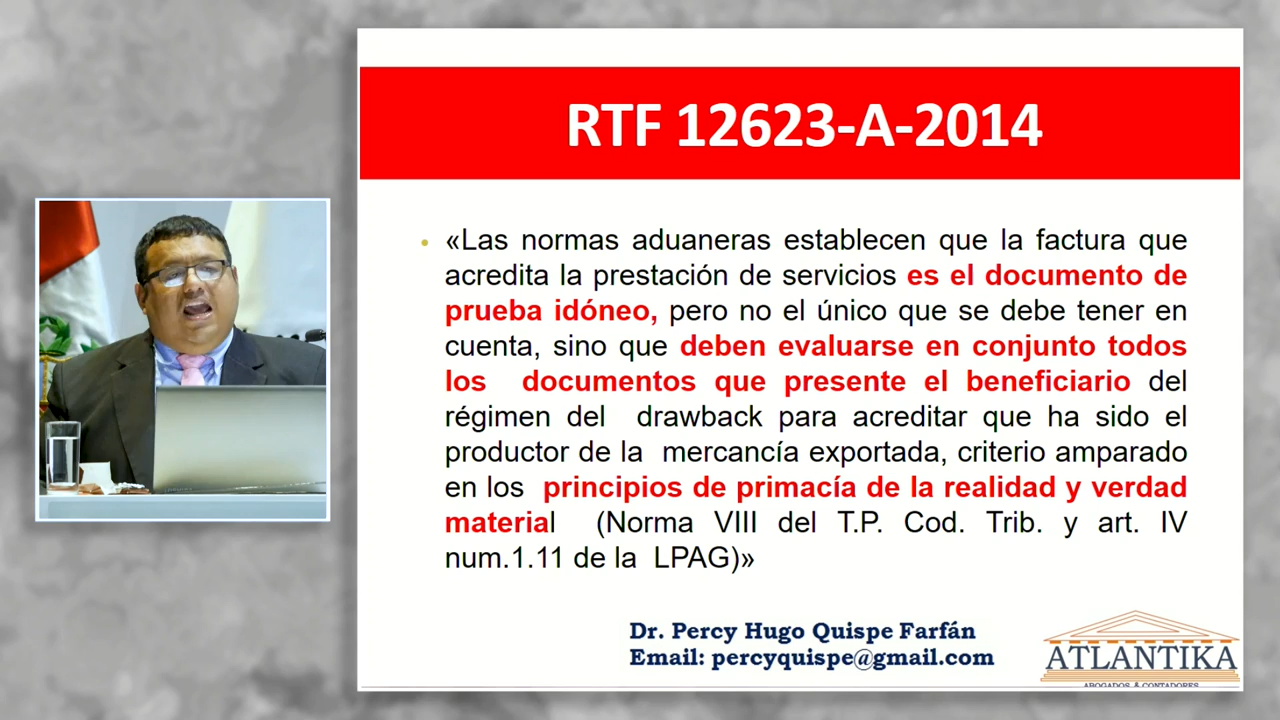 RTF 12623-A-2014
• «Las normas aduaneras establecen que la factura que
acredita la prestación de servicios es el documento de
prueba idóneo, pero no el único que se debe tener en
cuenta, sino que deben evaluarse en conjunto todos
los documentos que presente el beneficiario del
régimen del drawback para acreditar que ha sido el
productor de la mercancía exportada, criterio amparado
en los principios de primacía de la realidad y verdad
material (Norma VIII del T.P. Cod. Trib. y art. IV
num.1.11 de la LPAG)»
Dr. Percy Hugo Quispe Farfán
Email: percyquispe@gmail.com
ATLANTIKA
ABOGADOS & CONTADORES